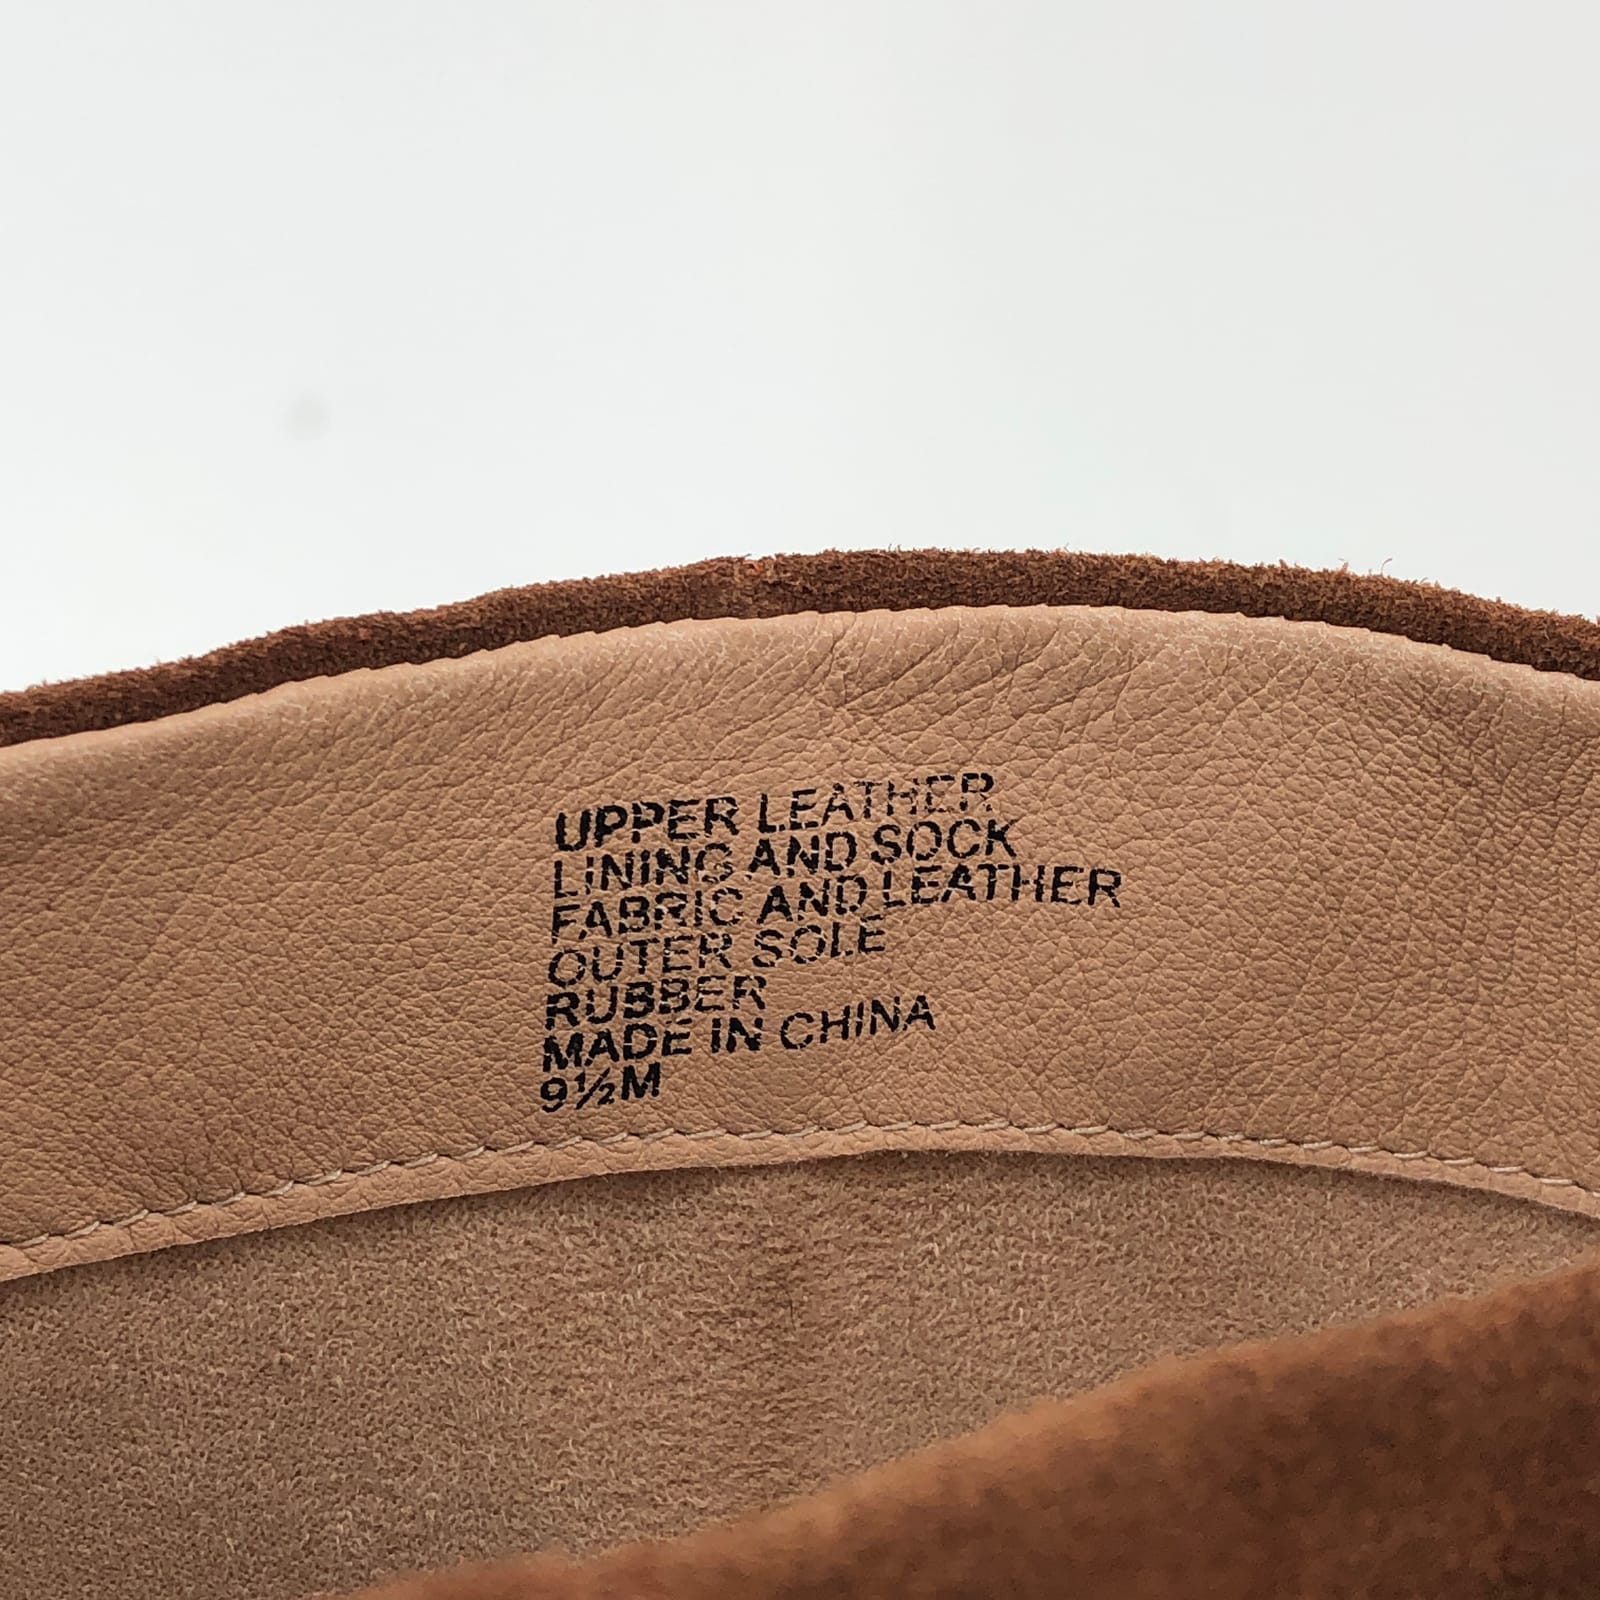 UPPER LEATHER
LINING AND SOCK
FABRIC AND LEATHER
OUTER SOLE
RUBBER
MADE IN CHINA
9½M